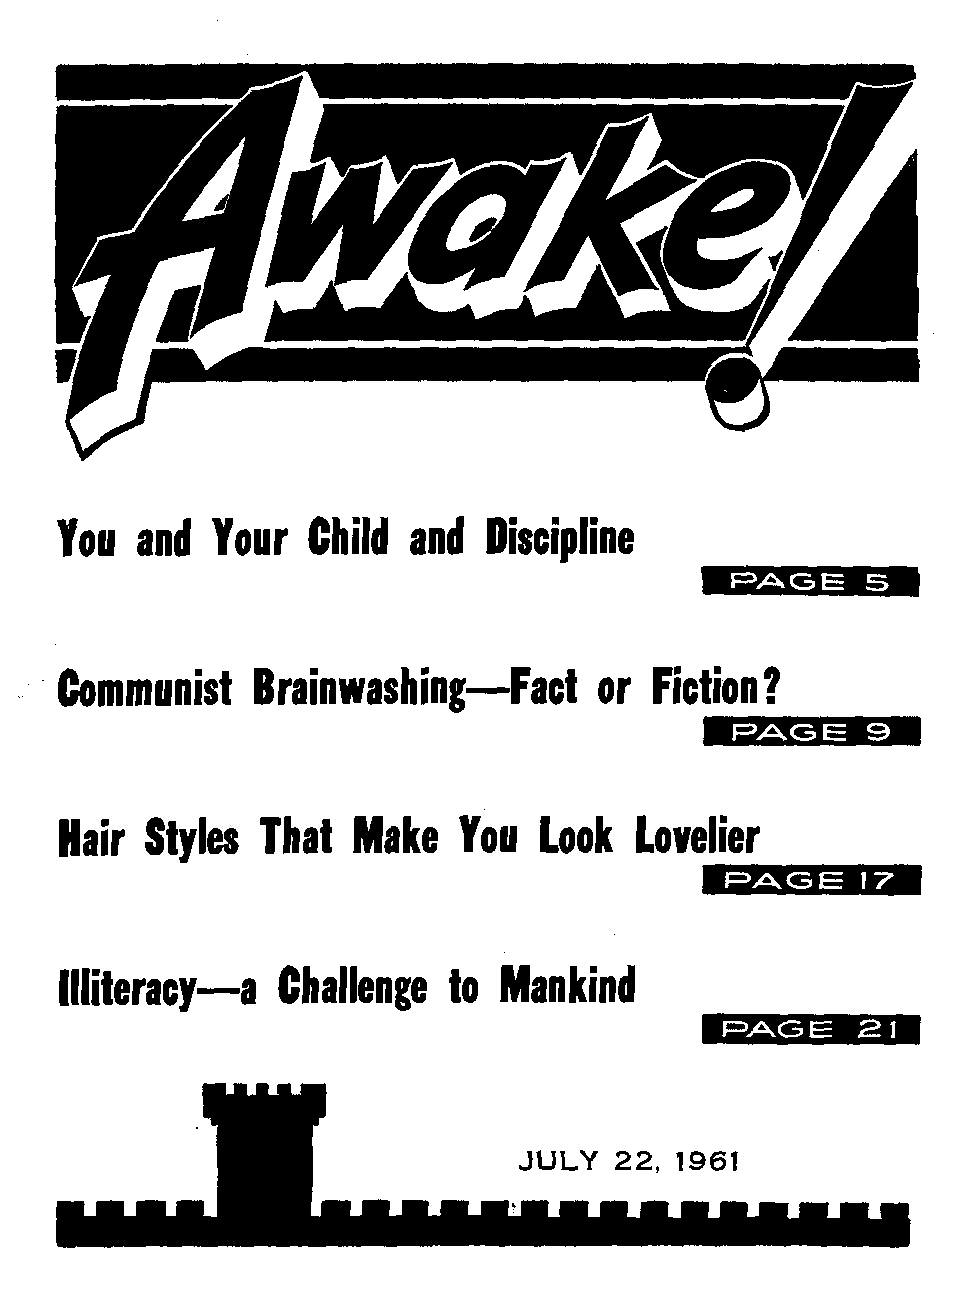 Awake!
You and Your Child and Discipline
PAGE 5
Communist Brainwashing—Fact or Fiction?
PAGE 9
Hair Styles That Make You Look Lovelier
PAGE 17
Illiteracy—a Challenge to Mankind
PAGE 21
JULY 22, 1961